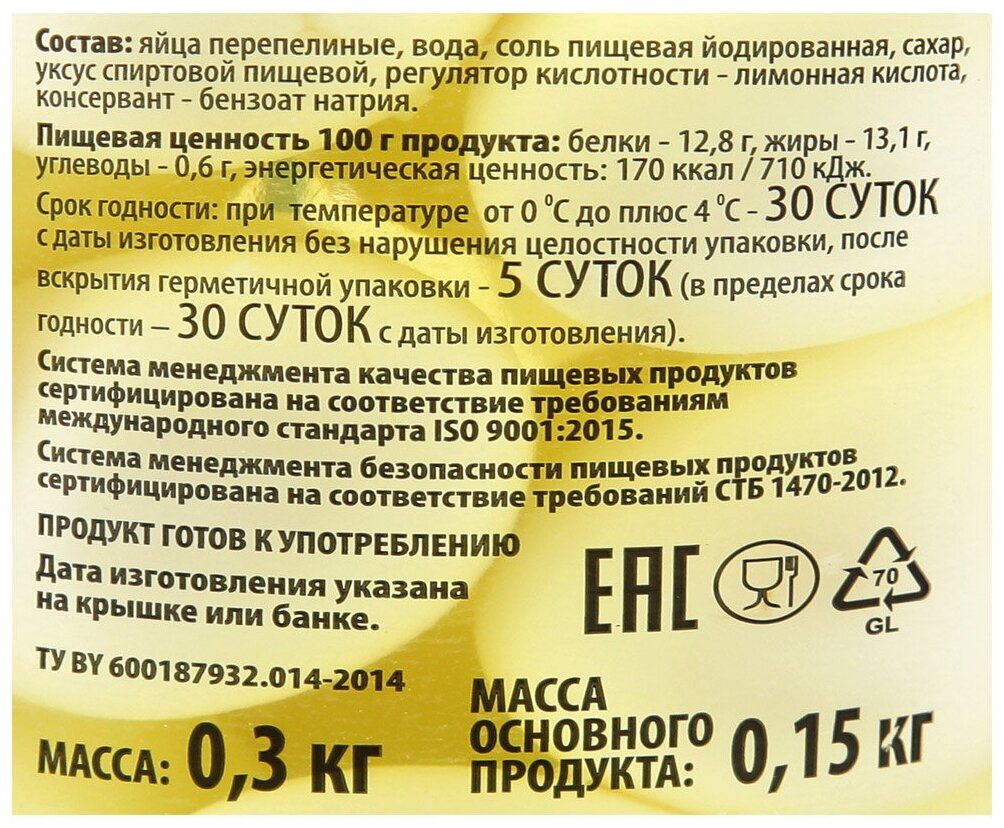 Состав: яйца перепелиные, вода, соль пищевая йодированная, сахар,
уксус спиртовой пищевой, регулятор кислотности - лимонная кислота,
консервант - бензоат натрия.
Пищевая ценность 100 г продукта: белки - 12,8 г, жиры - 13,1 г,
углеводы - 0,6 г, энергетическая ценность: 170 ккал / 710 кДж.
Срок годности: при температуре от 0 ⁰С до плюс 4 ⁰С - 30 СУТОК
с даты изготовления без нарушения целостности упаковки, после
вскрытия герметичной упаковки - 5 СУТОК (в пределах срока
годности – 30 СУТОК с даты изготовления).
Система менеджмента качества пищевых продуктов
сертифицирована на соответствие требованиям
международного стандарта ISO 9001:2015.
Система менеджмента безопасности пищевых продуктов
сертифицирована на соответствие требований СТБ 1470-2012.
ПРОДУКТ ГОТОВ К УПОТРЕБЛЕНИЮ
Дата изготовления указана
на крышке или банке.
EAC
70
GL
ТУ BY 600187932.014-2014
МАССА: 0,3 кг
МАССА
ОСНОВНОГО
ПРОДУКТА: 0,15 кг